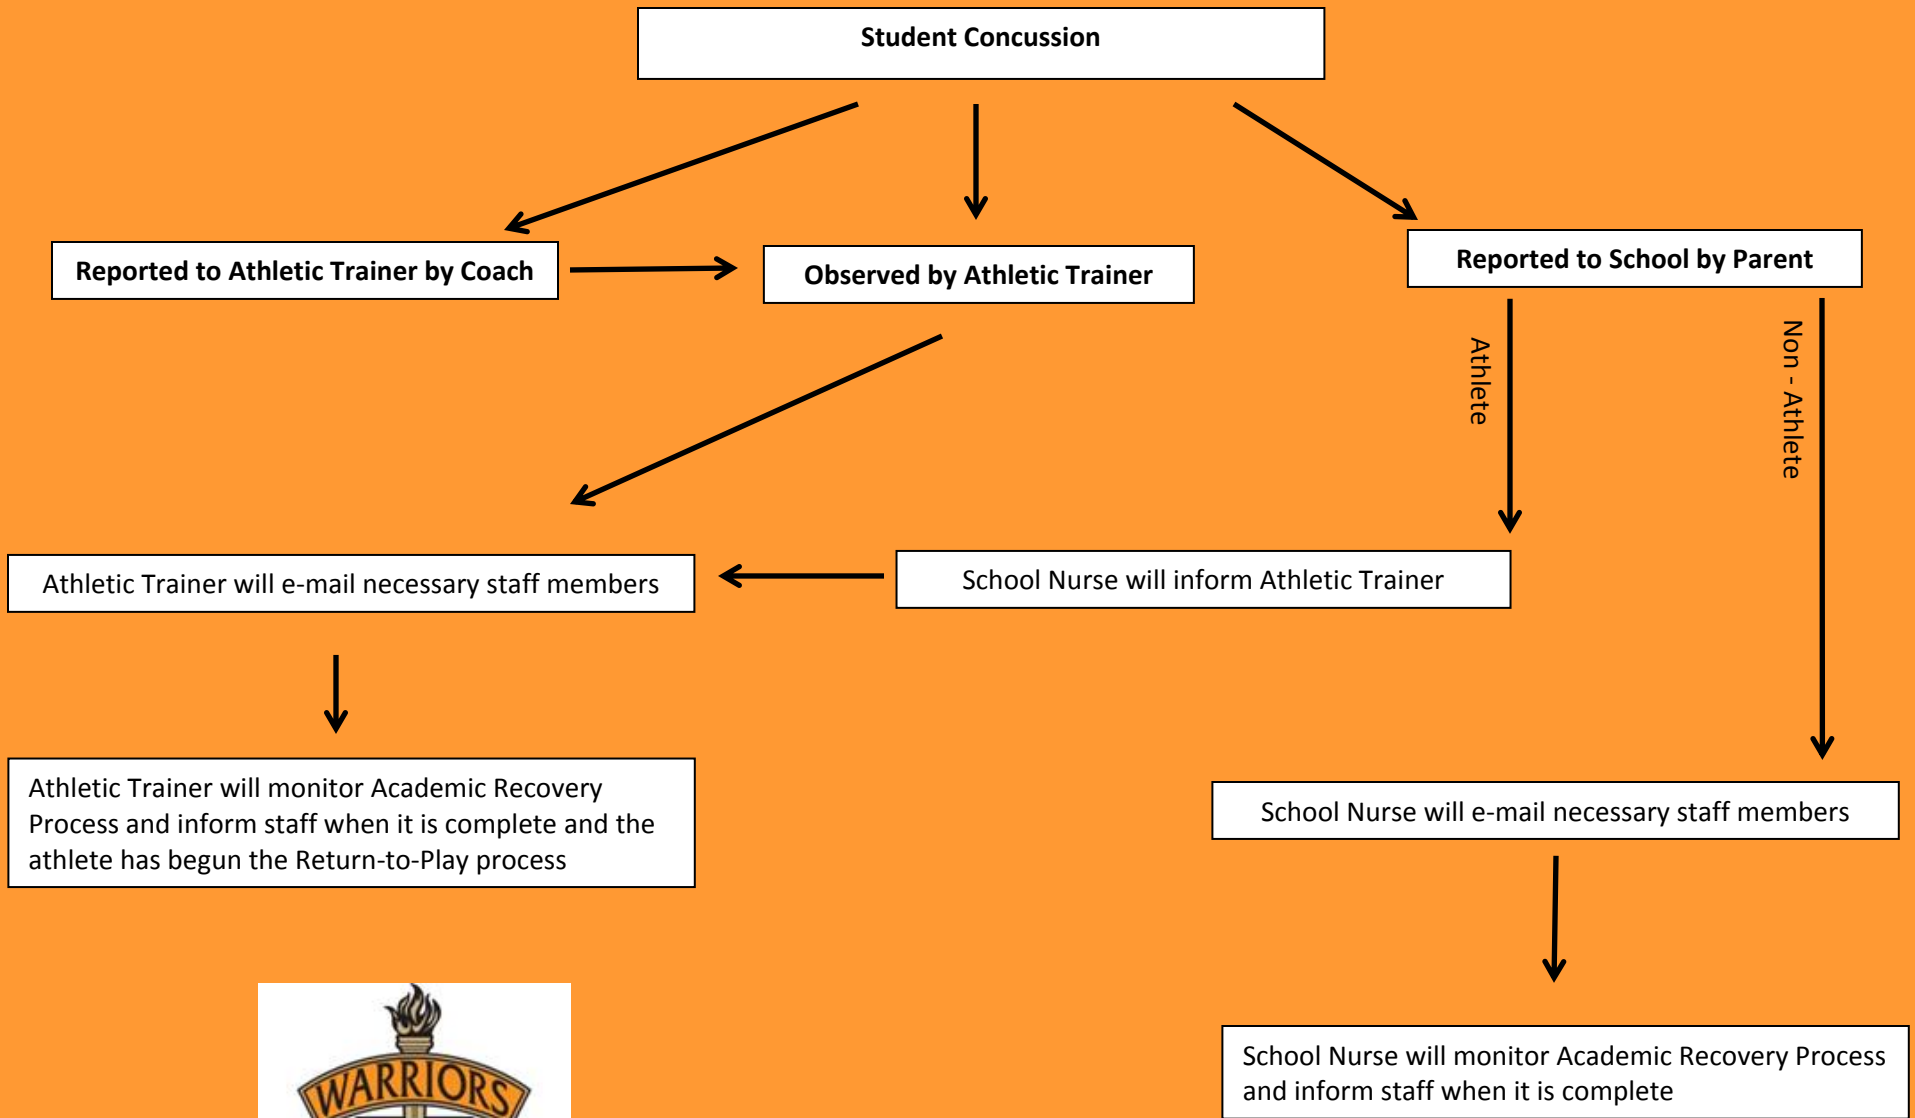 Student Concussion
Reported to Athletic Trainer by Coach
Observed by Athletic Trainer
Reported to School by Parent
Athlete
Non - Athlete
Athletic Trainer will e-mail necessary staff members
School Nurse will inform Athletic Trainer
Athletic Trainer will monitor Academic Recovery
Process and inform staff when it is complete and the
athlete has begun the Return-to-Play process
School Nurse will e-mail necessary staff members
School Nurse will monitor Academic Recovery Process
and inform staff when it is complete
WARRIORS